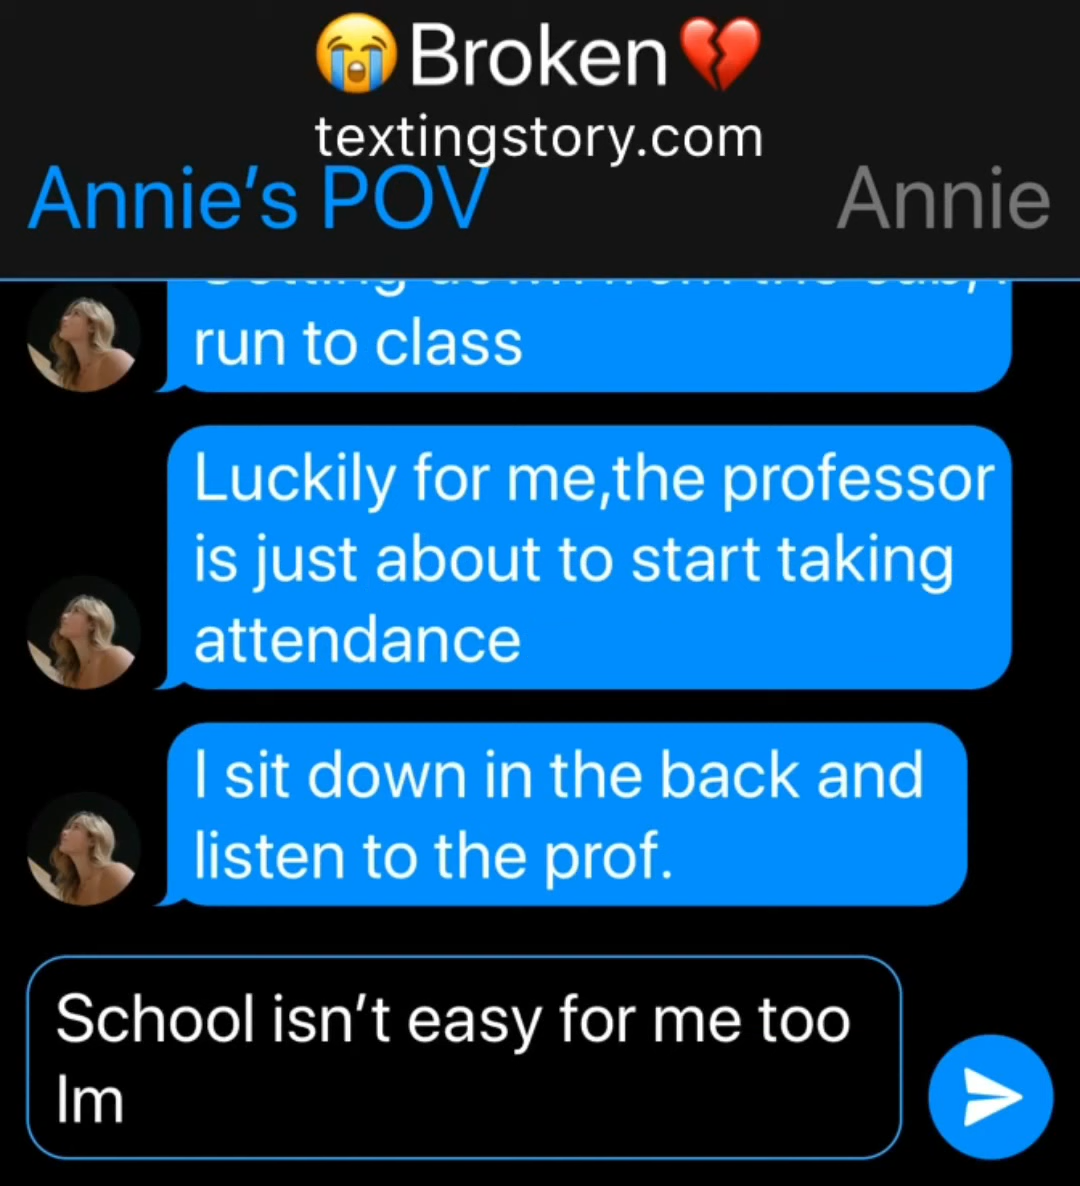 😭Broken💔
textingstory.com
Annie’s POV
Annie
run to class
Luckily for me,the professor
is just about to start taking
attendance
I sit down in the back and
listen to the prof.
School isn’t easy for me too
Im